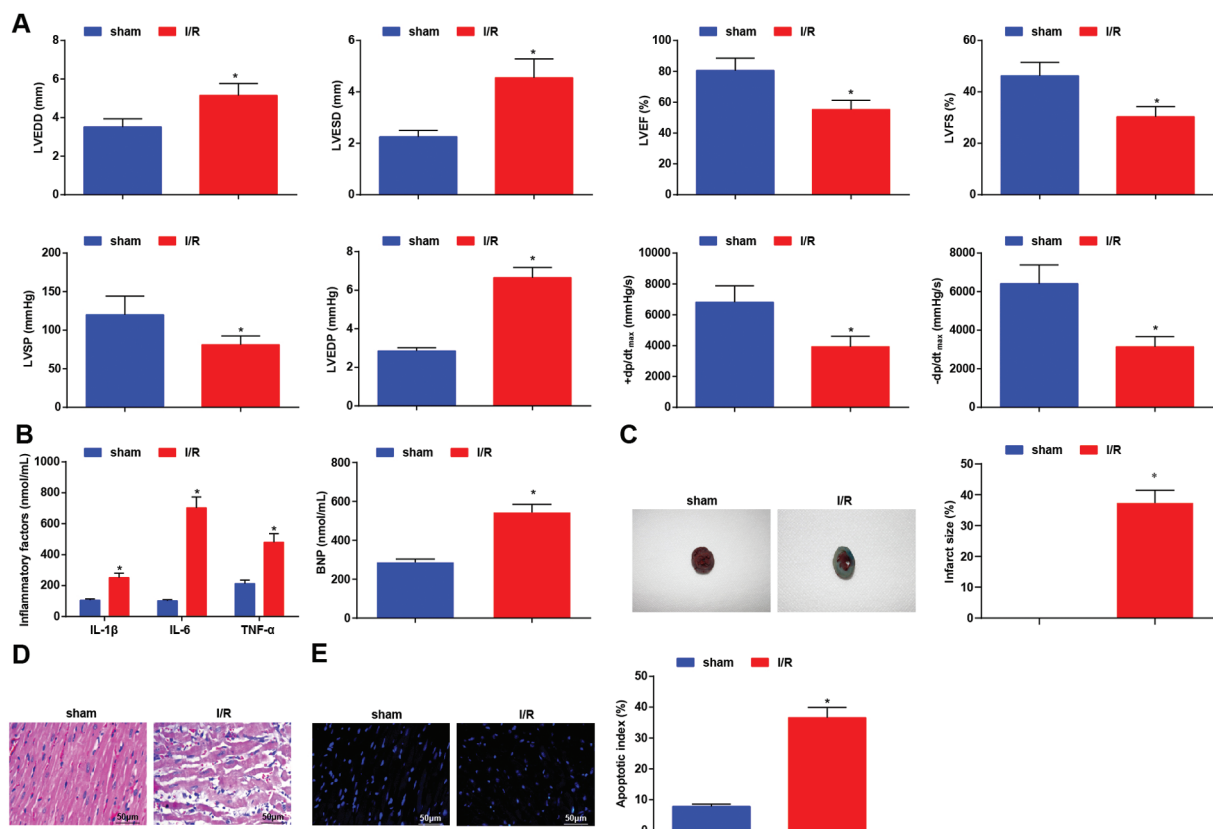 A
sham I/R
LVEDD (mm)
8
6
4
2
0
*
sham I/R
LVESD (mm)
6
4
2
0
*
sham I/R
LVEF (%)
100
80
60
40
20
0
*
sham I/R
LVFS (%)
60
40
20
0
*
sham I/R
LVSP (mmHg)
200
150
100
50
0
*
sham I/R
LVEDP (mmHg)
8
6
4
2
0
*
sham I/R
+dp/dt max (mmHg/s)
10000
8000
6000
4000
2000
0
*
sham I/R
-dp/dt max (mmHg/s)
8000
6000
4000
2000
0
*
B
sham I/R
Inflammatory factors (nmol/mL)
1000
800
600
400
200
0
* * *
IL-1β IL-6 TNF-α
sham I/R
BNP (nmol/mL)
800
600
400
200
0
*
C
sham I/R
sham I/R
Infarct size (%)
50
40
30
20
10
0
*
D
sham I/R
50μm 50μm
E
sham I/R
50μm 50μm
sham I/R
Apoptotic index (%)
50
40
30
20
10
0
*